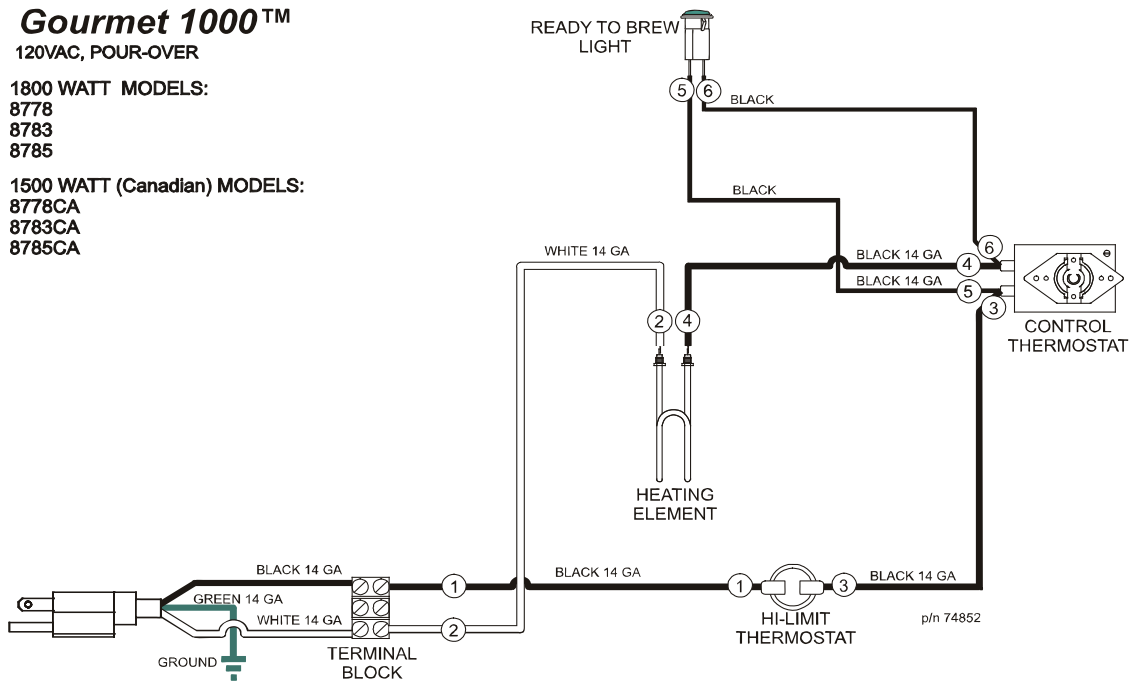 Gourmet 1000™
120VAC, POUR-OVER
1800 WATT MODELS:
8778
8783
8785
1500 WATT (Canadian) MODELS:
8778CA
8783CA
8785CA
READY TO BREW
LIGHT
5
6
BLACK
BLACK
WHITE 14 GA
BLACK 14 GA
4
6
BLACK 14 GA
5
3
CONTROL
THERMOSTAT
2
4
HEATING
ELEMENT
BLACK 14 GA
GREEN 14 GA
WHITE 14 GA
GROUND
TERMINAL
BLOCK
1
2
BLACK 14 GA
1
3
BLACK 14 GA
HI-LIMIT
THERMOSTAT
p/n 74852